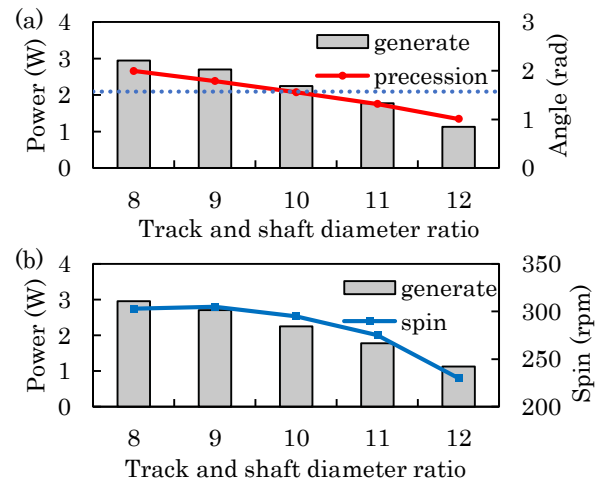 (a)
4
3
2
1
0
Power (W)
generate
precession
3
2
1
0
Angle (rad)
8 9 10 11 12
Track and shaft diameter ratio
(b)
4
3
2
1
0
Power (W)
generate
spin
350
300
250
200
Spin (rpm)
8 9 10 11 12
Track and shaft diameter ratio